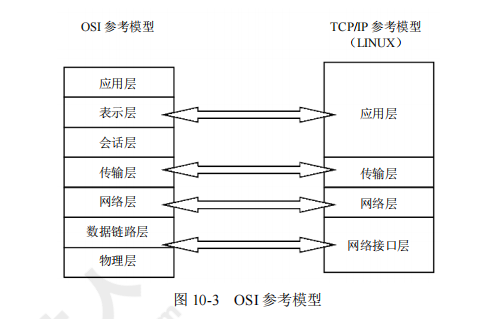 OSI 参考模型
TCP/IP 参考模型
（LINUX）
应用层
表示层
会话层
传输层
网络层
数据链路层
物理层
应用层
传输层
网络层
网络接口层
图 10-3 OSI 参考模型